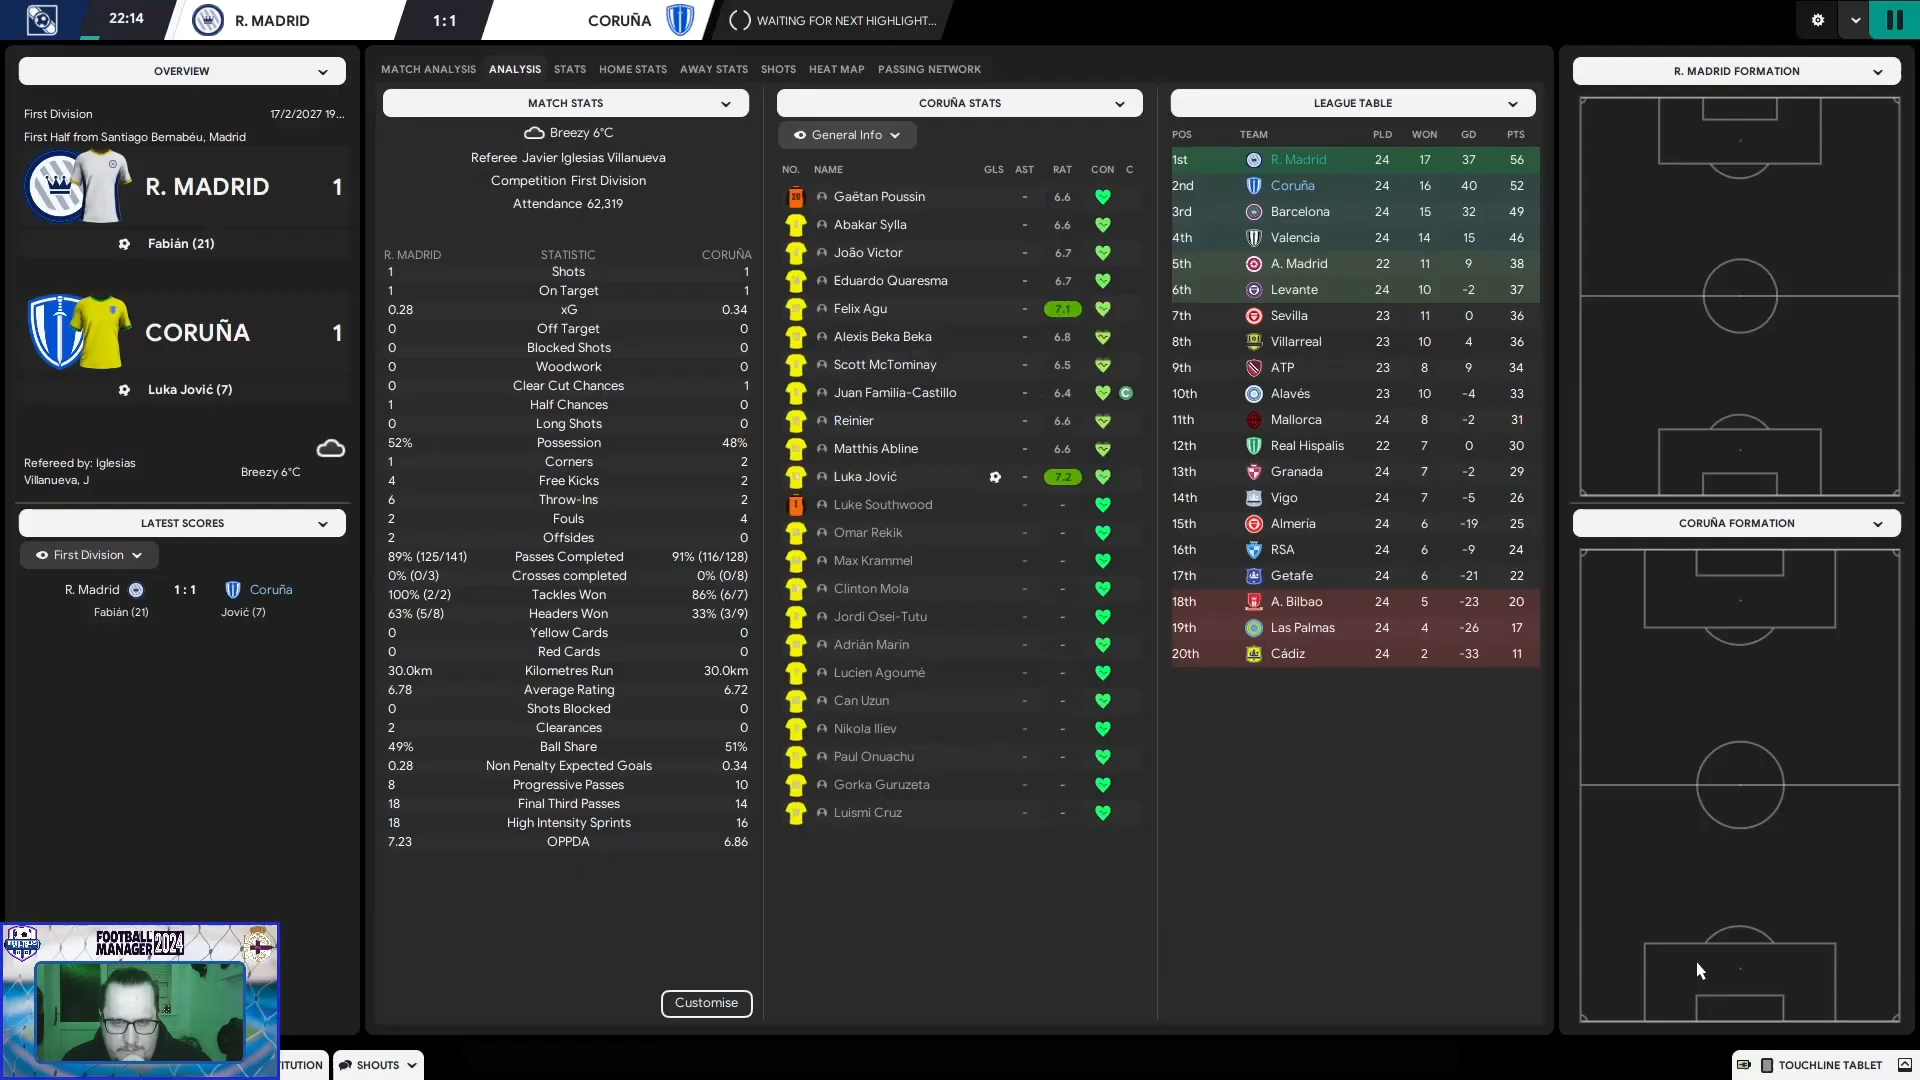 22:14
R. MADRID
1 : 1
CORUÑA
WAITING FOR NEXT HIGHLIGHT...
OVERVIEW
First Division 17/2/2027 19...
First Half from Santiago Bernabéu, Madrid
R. MADRID 1
Fabián (21)
CORUÑA 1
Luka Jović (7)
Refereed by: Iglesias
Villanueva, J
Breezy 6°C
LATEST SCORES
First Division
R. Madrid 1 : 1 Coruña
Fabián (21) Jović (7)
MATCH ANALYSIS ANALYSIS STATS HOME STATS AWAY STATS SHOTS HEAT MAP PASSING NETWORK
MATCH STATS
Breezy 6°C
Referee Javier Iglesias Villanueva
Competition First Division
Attendance 62,319
R. MADRID STATISTIC CORUÑA
1 Shots 1
1 On Target 1
0.28 xG 0.34
0 Off Target 0
0 Blocked Shots 0
0 Woodwork 0
0 Clear Cut Chances 1
1 Half Chances 0
0 Long Shots 0
52% Possession 48%
1 Corners 2
4 Free Kicks 2
6 Throw-Ins 2
2 Fouls 4
2 Offsides 0
89% (125/141) Passes Completed 91% (116/128)
0% (0/3) Crosses completed 0% (0/8)
100% (2/2) Tackles Won 86% (6/7)
63% (5/8) Headers Won 33% (3/9)
0 Yellow Cards 0
0 Red Cards 0
30.0km Kilometres Run 30.0km
6.78 Average Rating 6.72
0 Shots Blocked 0
2 Clearances 0
49% Ball Share 51%
0.28 Non Penalty Expected Goals 0.34
8 Progressive Passes 10
18 Final Third Passes 14
18 High Intensity Sprints 16
7.23 OPPDA 6.86
Customise
CORUÑA STATS
General Info
NO. NAME GLS AST RAT CON C
20 Gaëtan Poussin - 6.6
Abakar Sylla - 6.6
João Victor - 6.7
Eduardo Quaresma - 6.7
Felix Agu - 7.1
Alexis Beka Beka - 6.8
Scott McTominay - 6.5
Juan Familia-Castillo - 6.4 C
Reinier - 6.6
Matthis Abline - 6.6
Luka Jović - 7.2
1 Luke Southwood - -
Omar Rekik - -
Max Krammel - -
Clinton Mola - -
Jordi Osei-Tutu - -
Adrián Marín - -
Lucien Agoumé - -
Can Uzun - -
Nikola Iliev - -
Paul Onuachu - -
Gorka Guruzeta - -
Luismi Cruz - -
LEAGUE TABLE
POS TEAM PLD WON GD PTS
1st R. Madrid 24 17 37 56
2nd Coruña 24 16 40 52
3rd Barcelona 24 15 32 49
4th Valencia 24 14 15 46
5th A. Madrid 22 11 9 38
6th Levante 24 10 -2 37
7th Sevilla 23 11 0 36
8th Villarreal 23 10 4 36
9th ATP 23 8 9 34
10th Alavés 23 10 -4 33
11th Mallorca 24 8 -2 31
12th Real Hispalis 22 7 0 30
13th Granada 24 7 -2 29
14th Vigo 24 7 -5 26
15th Almería 24 6 -19 25
16th RSA 24 6 -9 24
17th Getafe 24 6 -21 22
18th A. Bilbao 24 5 -23 20
19th Las Palmas 24 4 -26 17
20th Cádiz 24 2 -33 11
R. MADRID FORMATION
CORUÑA FORMATION
FOOTBALL
MANAGER 2024
ITUTION
SHOUTS
TOUCHLINE TABLET